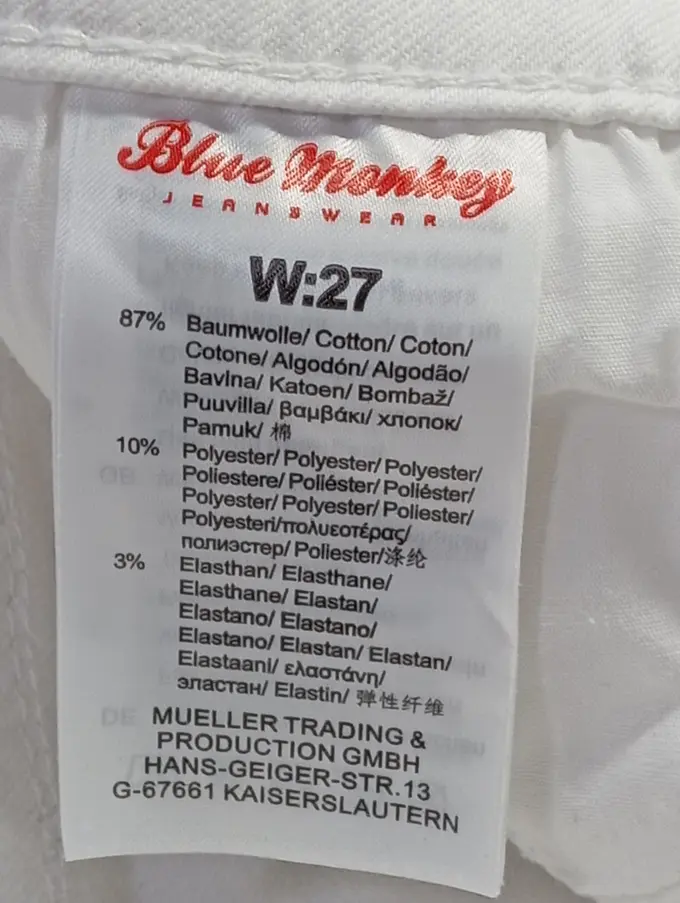 Blue Monkey
JEANSWEAR
W:27
87% Baumwolle/ Cotton/ Coton/
Cotone/ Algodón/ Algodão/
Bavlna/ Katoen/ Bombaž/
Puuvilla/ βαμβάκι/ хлопок/
Pamuk/ 棉
10% Polyester/ Polyester/ Polyester/
Poliestere/ Poliéster/ Poliéster/
Polyester/ Polyester/ Poliester/
Polyesteri/πολυεοτέρας/
полиэстер/ Poliester/涤纶
3% Elasthan/ Elasthane/
Elasthane/ Elastan/
Elastano/ Elastano/
Elastano/ Elastan/ Elastan/
Elastaani/ ελαστάνη/
эластан/ Elastin/ 弹性纤维
MUELLER TRADING &
PRODUCTION GMBH
HANS-GEIGER-STR.13
G-67661 KAISERSLAUTERN